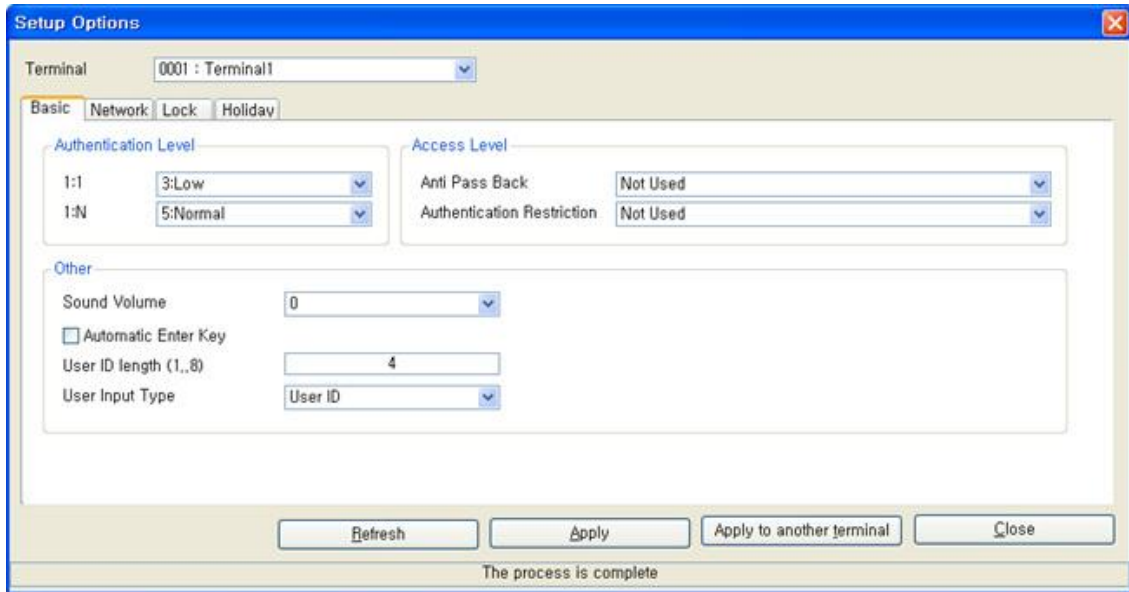 Setup Options
Terminal 0001 : Terminal1
Basic Network Lock Holiday
Authentication Level
1:1 3:Low
1:N 5:Normal
Access Level
Anti Pass Back Not Used
Authentication Restriction Not Used
Other
Sound Volume 0
Automatic Enter Key
User ID length (1,,8) 4
User Input Type User ID
Refresh Apply Apply to another terminal Close
The process is complete